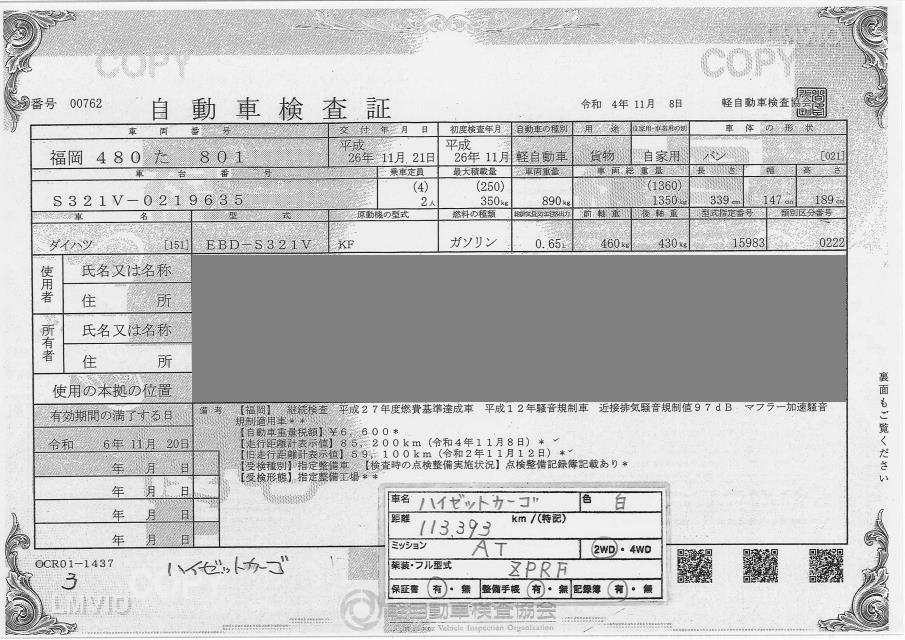 COPY
COPY
番号 00762
自動車検査証
令和 4年11月 8日 軽自動車検査協会
車両番号 交付年月日 初度検査年月 自動車の種別 用途 自家用・事業用の別 車体の形状
福岡 480 た 801 平成 26年 11月 21日 平成 26年 11月 軽自動車 貨物 自家用 バン [021]
車台番号 乗車定員 最大積載量 車両重量 車両総重量 長さ 幅 高さ
S321V-0219635 (4) 2人 (250) 350kg 890kg (1360) 1350kg 339cm 147cm 189cm
車名 型式 原動機の型式 燃料の種類 前軸重 後軸重 型式指定番号 類別区分番号
ダイハツ [151] EBD-S321V KF ガソリン 0.65L 460kg 430kg 15983 0222
使用者 氏名又は名称
住所
所有者 氏名又は名称
住所
使用の本拠の位置
有効期間の満了する日
令和 6年 11月 20日
年 月 日
年 月 日
年 月 日
年 月 日
備考 【福岡】 継続検査 平成27年度燃費基準達成車 平成12年騒音規制車 近接排気騒音規制値97dB マフラー加速騒音
規制適用車**
【自動車重量税額】¥6,600*
【走行距離計表示値】85,200km(令和4年11月8日)*
【旧走行距離計表示値】59,100km(令和2年11月12日)*
【受検種別】指定整備車 【検査時の点検整備実施状況】点検整備記録簿記載あり*
【受検形態】指定整備工場**
裏面もご覧ください
車名 ハイゼットカーゴ 色 白
距離 113,393 km/(特記)
ミッション AT 2WD・4WD
架装・フル型式 ZPRF
保証書 有・無 整備手帳 有・無 記録簿 有・無
OCR01-1437
3
ハイゼットカーゴ
LMVIO
軽自動車検査協会
Light Motor Vehicle Inspection Organization